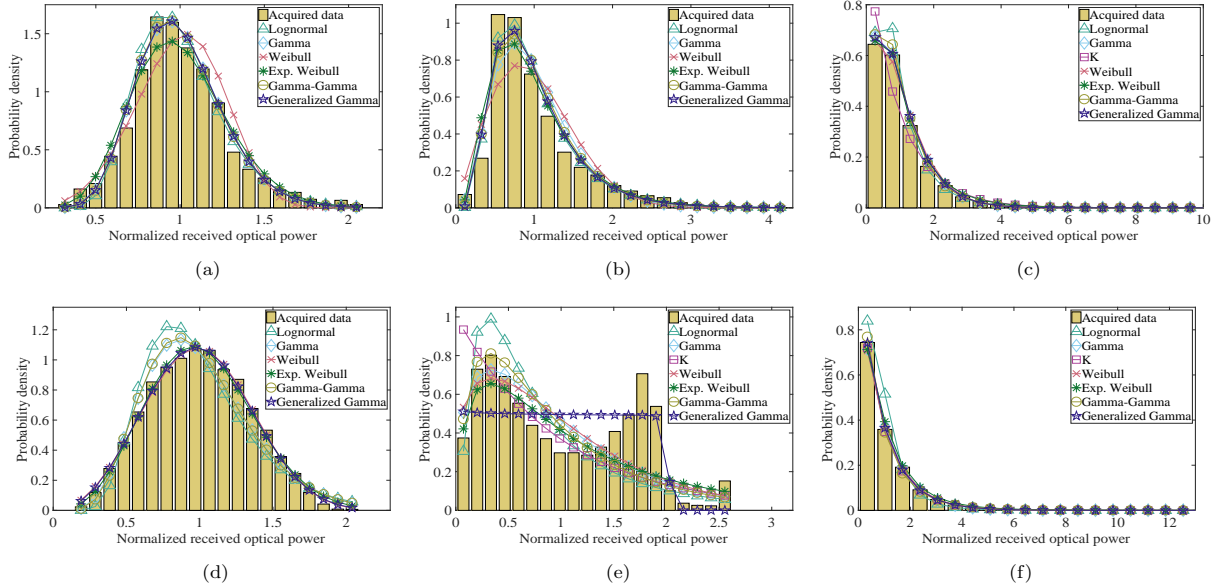 Probability density
1.5
1
0.5
0
0.5
1
1.5
2
Normalized received optical power
Acquired data
Lognormal
Gamma
Weibull
Exp. Weibull
Gamma-Gamma
Generalized Gamma
(a)
Probability density
1
0.8
0.6
0.4
0.2
0
0
1
2
3
4
Normalized received optical power
Acquired data
Lognormal
Gamma
Weibull
Exp. Weibull
Gamma-Gamma
Generalized Gamma
(b)
Probability density
0.8
0.6
0.4
0.2
0
0
2
4
6
8
10
Normalized received optical power
Acquired data
Lognormal
Gamma
K
Weibull
Exp. Weibull
Gamma-Gamma
Generalized Gamma
(c)
Probability density
1.2
1
0.8
0.6
0.4
0.2
0
0
0.5
1
1.5
2
Normalized received optical power
Acquired data
Lognormal
Gamma
Weibull
Exp. Weibull
Gamma-Gamma
Generalized Gamma
(d)
Probability density
1
0.8
0.6
0.4
0.2
0
0
0.5
1
1.5
2
2.5
3
Normalized received optical power
Acquired data
Lognormal
Gamma
K
Weibull
Exp. Weibull
Gamma-Gamma
Generalized Gamma
(e)
Probability density
0.8
0.6
0.4
0.2
0
0
2
4
6
8
10
12
Normalized received optical power
Acquired data
Lognormal
Gamma
K
Weibull
Exp. Weibull
Gamma-Gamma
Generalized Gamma
(f)